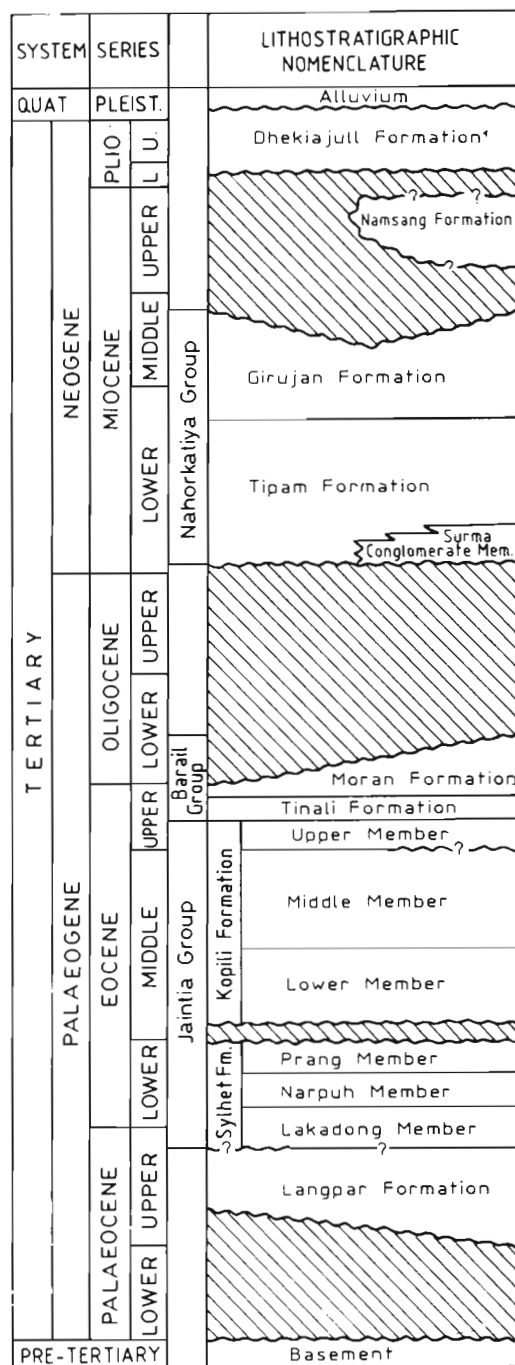 SYSTEM
SERIES
LITHOSTRATIGRAPHIC
NOMENCLATURE
QUAT
PLEIST.
Alluvium
TERTIARY
NEOGENE
PALAEOGENE
PLIO
U.
L
MIOCENE
UPPER
MIDDLE
LOWER
OLIGOCENE
UPPER
LOWER
EOCENE
UPPER
MIDDLE
LOWER
PALAEOCENE
UPPER
LOWER
Nahorkatiya Group
Barail
Group
Jaintia Group
Dhekiajull Formation
?
?
Namsang Formation
?
Girujan Formation
Tipam Formation
Surma
Conglomerate Mem.
Moran Formation
Tinali Formation
Kopili Formation
Upper Member
?
Middle Member
Lower Member
Sylhet Fm.
Prang Member
Narpuh Member
Lakadong Member
?
?
Langpar Formation
PRE-TERTIARY
Basement